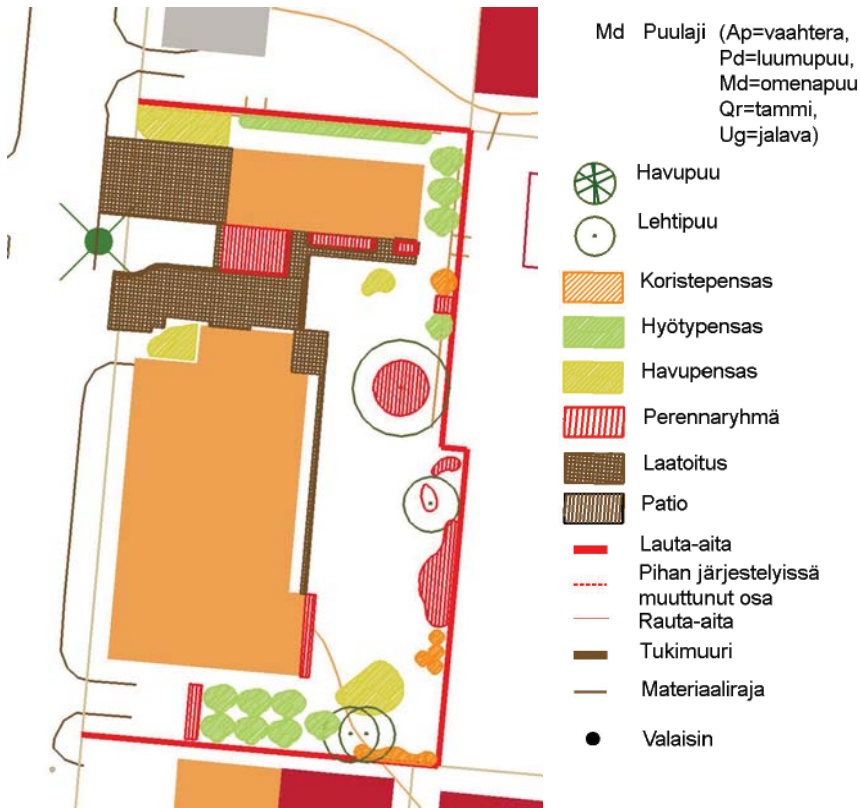 Md Puulaji (Ap=vaahtera,
Pd=luumupuu,
Md=omenapuu
Qr=tammi,
Ug=jalava)
Havupuu
Lehtipuu
Koristepensas
Hyötypensas
Havupensas
Perennaryhmä
Laatoitus
Patio
Lauta-aita
Pihan järjestelyissä
muuttunut osa
Rauta-aita
Tukimuuri
Materiaaliraja
Valaisin